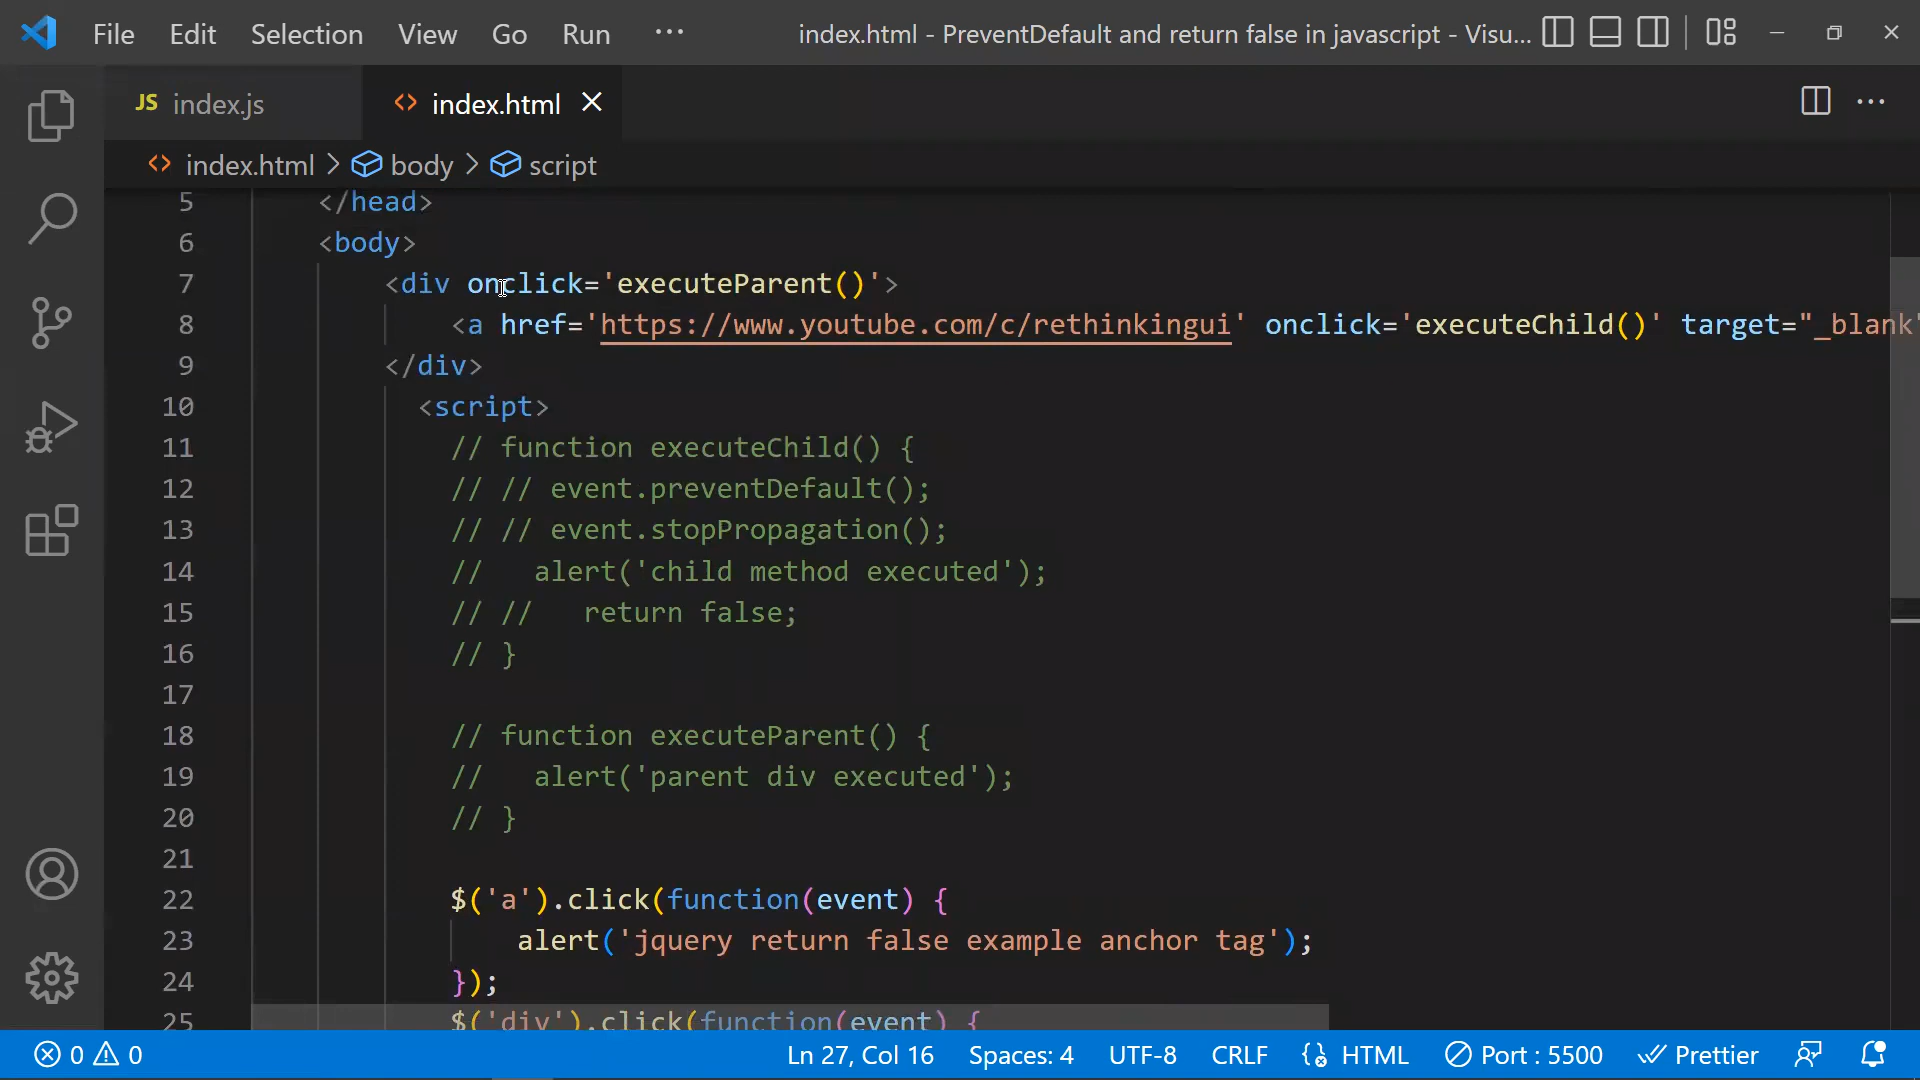 File Edit Selection View Go Run ··· index.html - PreventDefault and return false in javascript - Visu...
JS index.js <> index.html ×
<> index.html > body > script
5 </head>
6 <body>
7 <div onclick='executeParent()'>
8 <a href='https://www.youtube.com/c/rethinkingui' onclick='executeChild()' target="_blank"
9 </div>
10 <script>
11 // function executeChild() {
12 // // event.preventDefault();
13 // // event.stopPropagation();
14 // alert('child method executed');
15 // // return false;
16 // }
17
18 // function executeParent() {
19 // alert('parent div executed');
20 // }
21
22 $('a').click(function(event) {
23 alert('jquery return false example anchor tag');
24 });
25 $('div').click(function(event) {
0 0 Ln 27, Col 16 Spaces: 4 UTF-8 CRLF HTML Port : 5500 Prettier